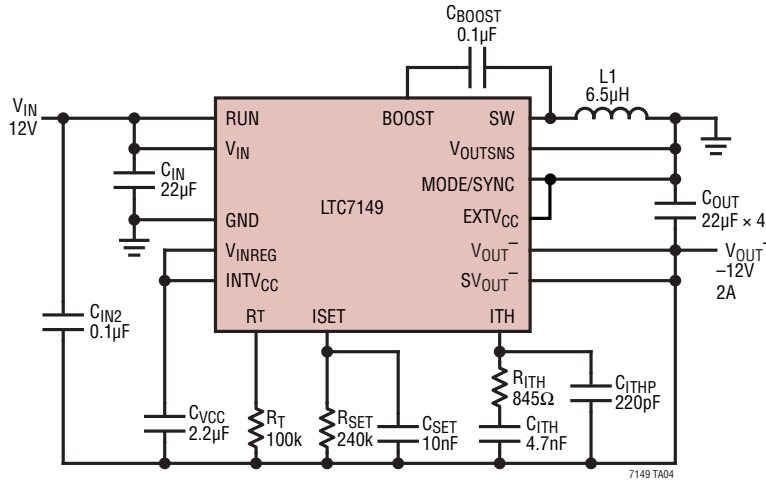 CBOOST
0.1µF
L1
6.5µH
VIN
12V
RUN
BOOST
SW
VIN
VOUTSNS
CIN
22µF
MODE/SYNC
LTC7149
COUT
22µF × 4
GND
EXTVCC
VINREG
VOUT–
VOUT–
–12V
2A
INTVCC
SVOUT–
CIN2
0.1µF
RT
ISET
ITH
RITH
845Ω
CITHP
220pF
CVCC
2.2µF
RT
100k
RSET
240k
CSET
10nF
CITH
4.7nF
7149 TA04